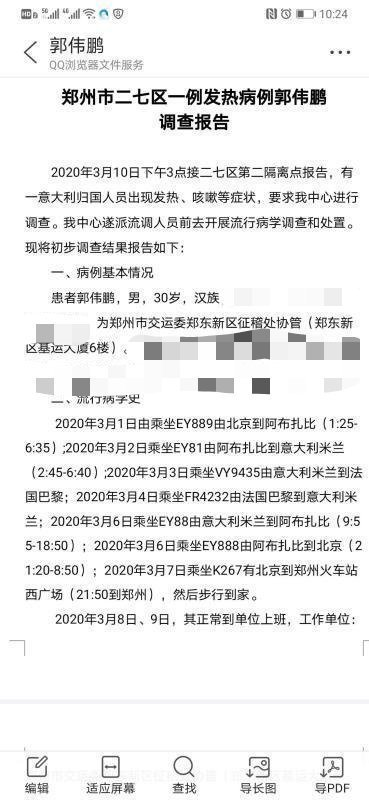 10:24
郭伟鹏
QQ浏览器文件服务
郑州市二七区一例发热病例郭伟鹏
调查报告
2020年3月10日下午3点接二七区第二隔离点报告，有
一意大利归国人员出现发热、咳嗽等症状，要求我中心进行
调查。我中心遂派流调人员前去开展流行病学调查和处置。
现将初步调查结果报告如下：
一、病例基本情况
患者郭伟鹏，男，30岁，汉族
为郑州市交运委郑东新区征稽处协管（郑东新
区基运大厦6楼）。
二、流行病学史
2020年3月1日由乘坐EY889由北京到阿布扎比（1:25-
6:35）;2020年3月2日乘坐EY81由阿布扎比到意大利米兰
（2:45-6:40）;2020年3月3日乘坐VY9435由意大利米兰到法
国巴黎；2020年3月4日乘坐FR4232由法国巴黎到意大利米
兰；2020年3月6日乘坐EY88由意大利米兰到阿布扎比（9:5
5-18:50）；2020年3月6日乘坐EY888由阿布扎比到北京（2
1:20-8:50）；2020年3月7日乘坐K267有北京到郑州火车站
西广场（21:50到郑州），然后步行到家。
2020年3月8日、9日，其正常到单位上班，工作单位：
编辑
适应屏幕
查找
导长图
导PDF